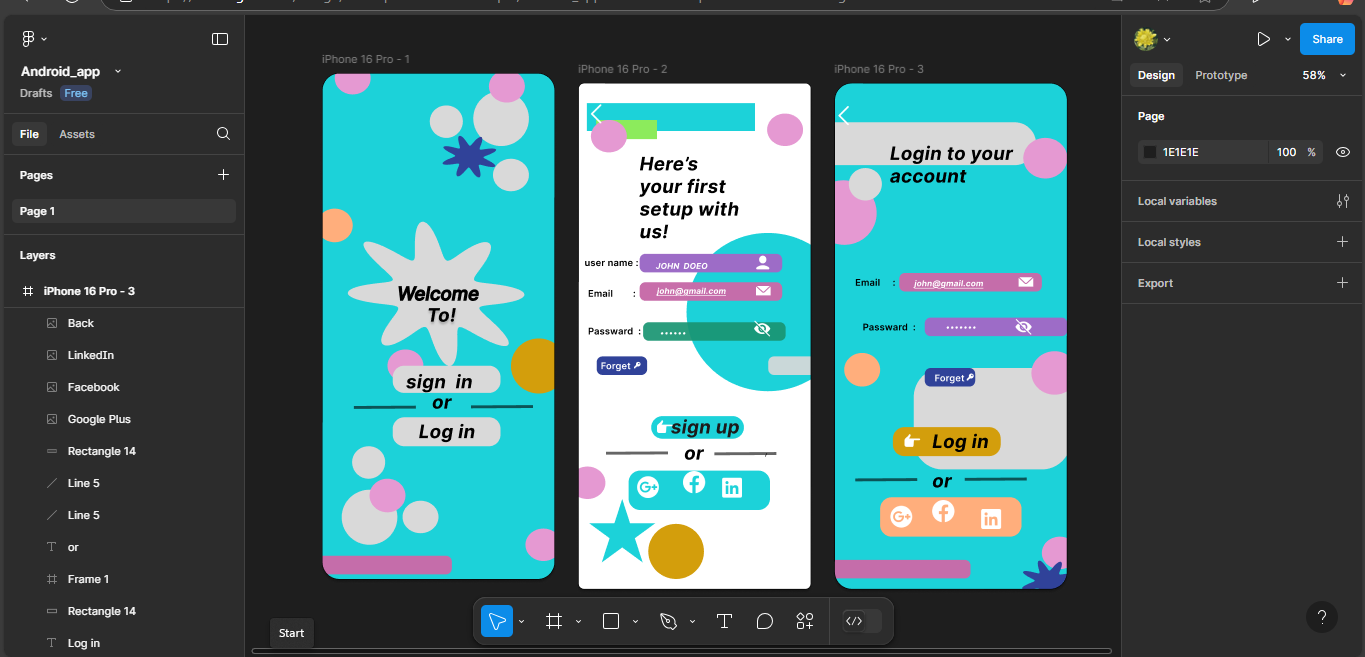 Android_app
Drafts Free
File Assets
Pages
Page 1
Layers
iPhone 16 Pro - 3
Back
LinkedIn
Facebook
Google Plus
Rectangle 14
Line 5
Line 5
or
Frame 1
Rectangle 14
Log in
iPhone 16 Pro - 1
Welcome
To!
sign in
or
Log in
iPhone 16 Pro - 2
Here's
your first
setup with
us!
user name : JOHN DOEO
Email : john@gmail.com
Passward : ......
Forget
sign up
or
G+ f in
iPhone 16 Pro - 3
Login to your
account
Email : john@gmail.com
Passward : .......
Forget
Log in
or
G+ f in
Start
Share
Design Prototype 58%
Page
1E1E1E 100 %
Local variables
Local styles
Export
?